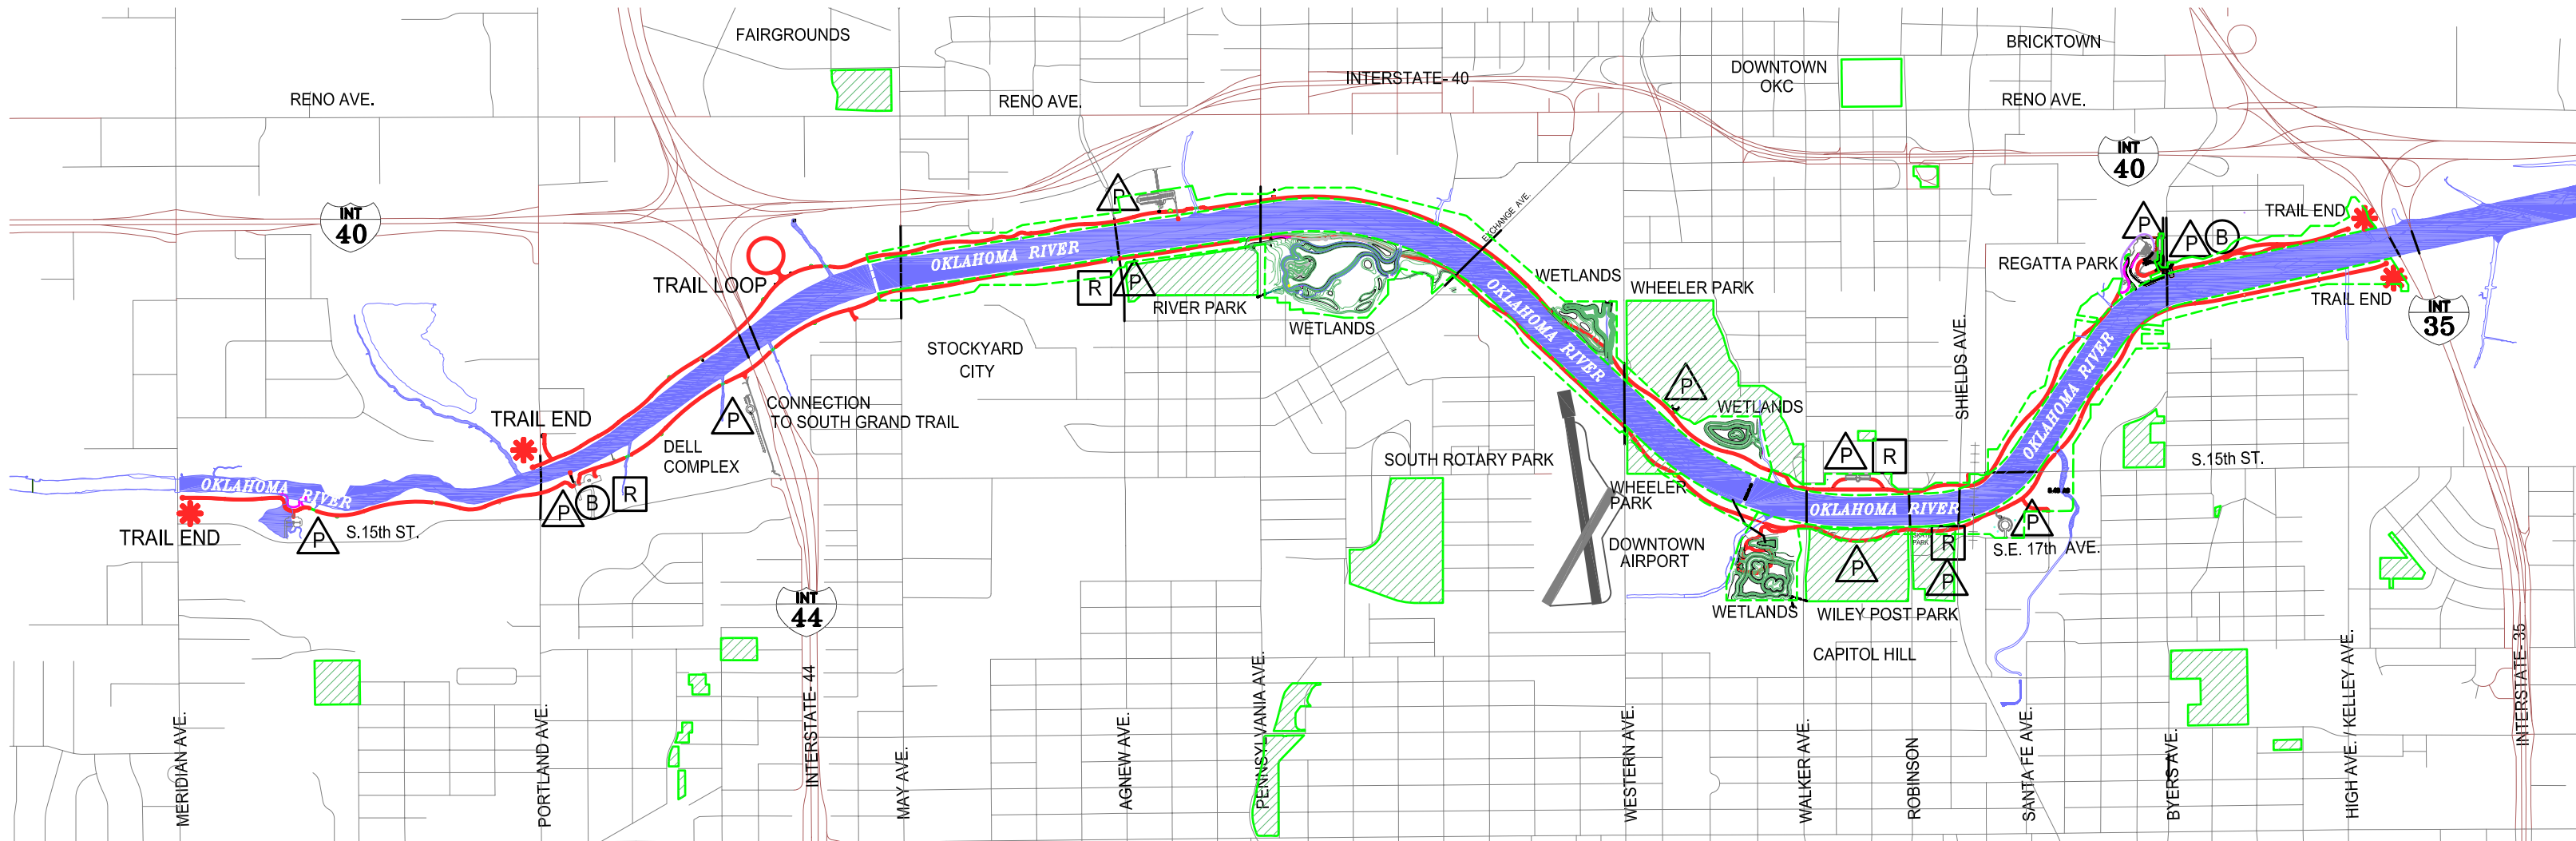 FAIRGROUNDS
BRICKTOWN
INTERSTATE-40
DOWNTOWN
OKC
RENO AVE.
RENO AVE.
RENO AVE.
INT
40
INT
40
P
EXCHANGE AVE.
TRAIL END
P
P
B
REGATTA PARK
OKLAHOMA RIVER
TRAIL LOOP
R
P
RIVER PARK
WETLANDS
WETLANDS
WHEELER PARK
OKLAHOMA RIVER
TRAIL END
INT
35
STOCKYARD
CITY
SHIELDS AVE.
OKLAHOMA RIVER
P
WETLANDS
P
CONNECTION
TO SOUTH GRAND TRAIL
TRAIL END
DELL
COMPLEX
SOUTH ROTARY PARK
P
R
S.15th ST.
OKLAHOMA RIVER
P
B
R
WHEELER
PARK
OKLAHOMA RIVER
TRAIL END
P
S.15th ST.
DOWNTOWN
AIRPORT
P
R
PARK
P
P
S.E. 17th AVE.
WETLANDS
WILEY POST PARK
INT
44
CAPITOL HILL
MERIDIAN AVE.
PORTLAND AVE.
INTERSTATE-44
MAY AVE.
AGNEW AVE.
PENNSYLVANIA AVE.
WESTERN AVE.
WALKER AVE.
ROBINSON
SANTA FE AVE.
BYERS AVE.
HIGH AVE. / KELLEY AVE.
INTERSTATE-35